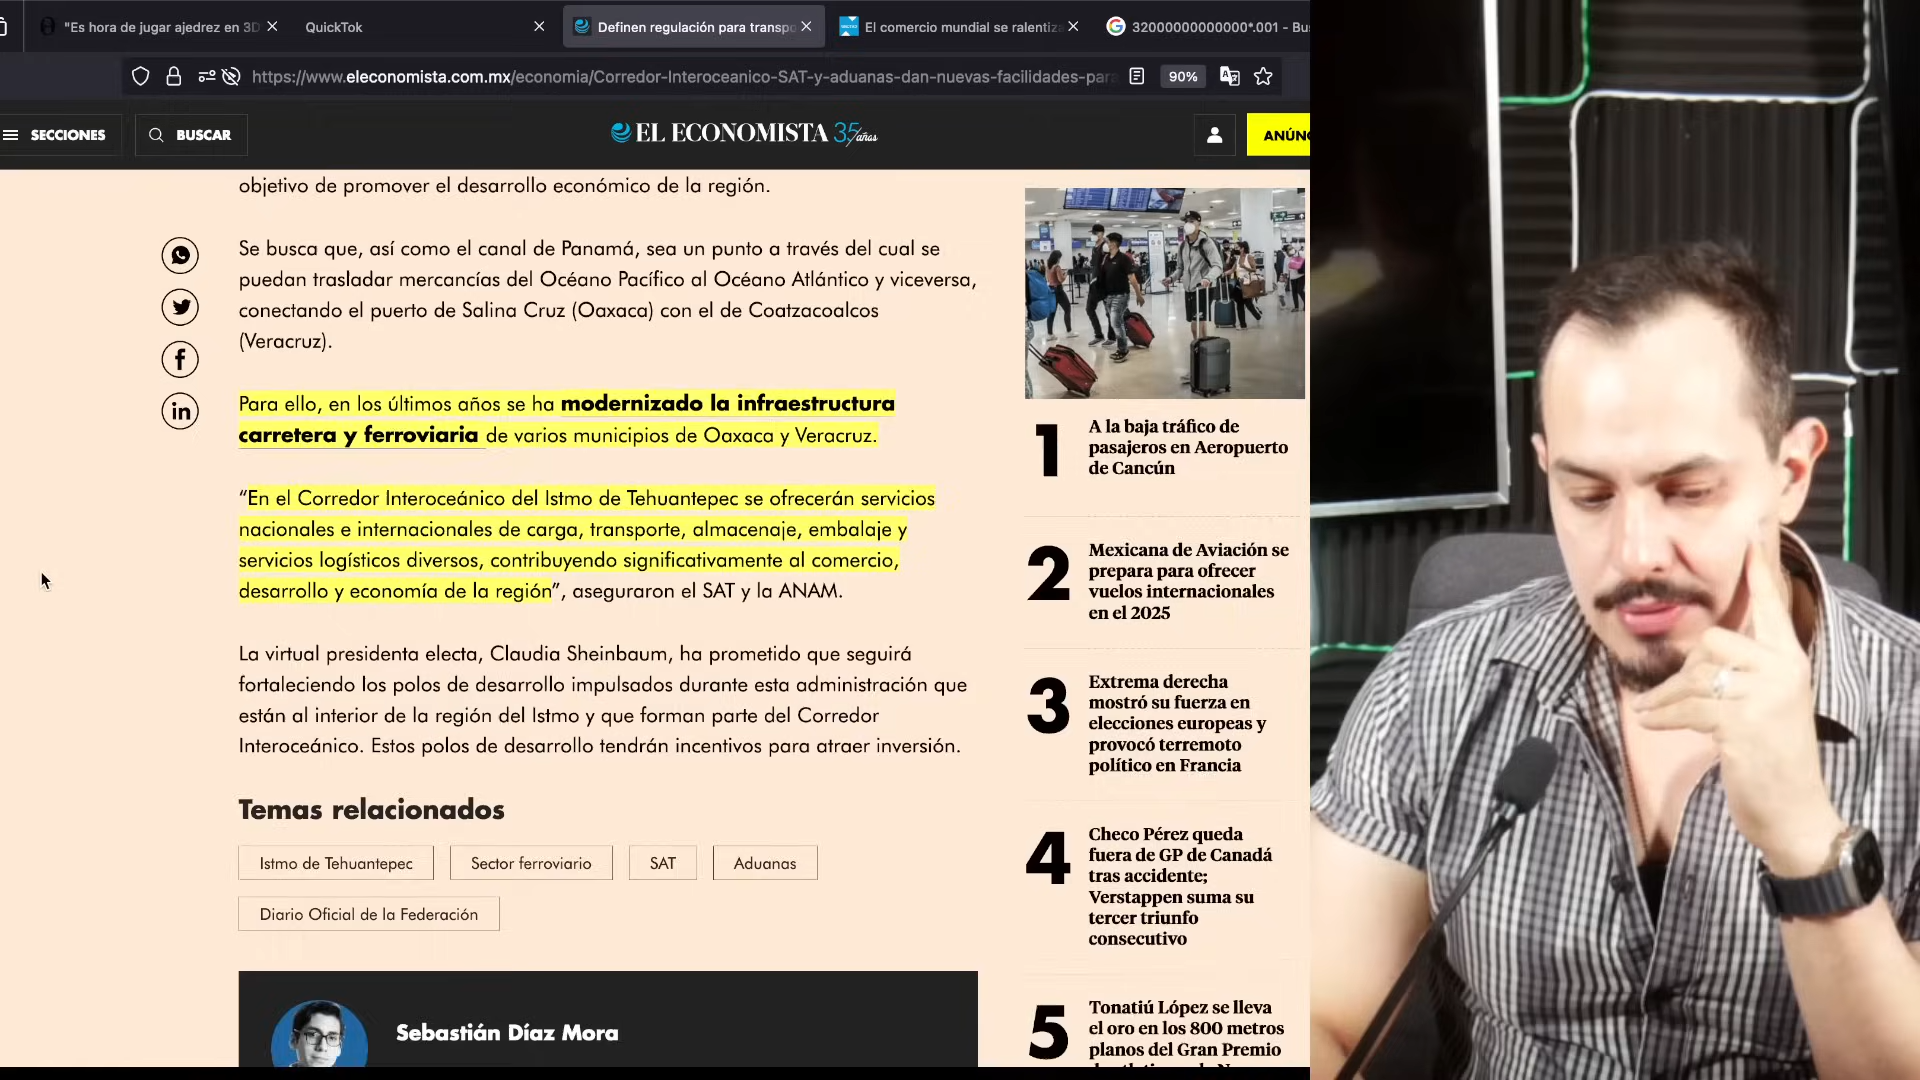 "Es hora de jugar ajedrez en 3D
QuickTok
Definen regulación para transpo
El comercio mundial se ralentiza
32000000000000*.001 - Bus
https://www.eleconomista.com.mx/economia/Corredor-Interoceanico-SAT-y-aduanas-dan-nuevas-facilidades-para
90%
SECCIONES
BUSCAR
EL ECONOMISTA 35 años
ANÚNC
objetivo de promover el desarrollo económico de la región.
Se busca que, así como el canal de Panamá, sea un punto a través del cual se
puedan trasladar mercancías del Océano Pacífico al Océano Atlántico y viceversa,
conectando el puerto de Salina Cruz (Oaxaca) con el de Coatzacoalcos
(Veracruz).
Para ello, en los últimos años se ha modernizado la infraestructura
carretera y ferroviaria de varios municipios de Oaxaca y Veracruz.
“En el Corredor Interoceánico del Istmo de Tehuantepec se ofrecerán servicios
nacionales e internacionales de carga, transporte, almacenaje, embalaje y
servicios logísticos diversos, contribuyendo significativamente al comercio,
desarrollo y economía de la región”, aseguraron el SAT y la ANAM.
La virtual presidenta electa, Claudia Sheinbaum, ha prometido que seguirá
fortaleciendo los polos de desarrollo impulsados durante esta administración que
están al interior de la región del Istmo y que forman parte del Corredor
Interoceánico. Estos polos de desarrollo tendrán incentivos para atraer inversión.
Temas relacionados
Istmo de Tehuantepec
Sector ferroviario
SAT
Aduanas
Diario Oficial de la Federación
Sebastián Díaz Mora
1
A la baja tráfico de
pasajeros en Aeropuerto
de Cancún
2
Mexicana de Aviación se
prepara para ofrecer
vuelos internacionales
en el 2025
3
Extrema derecha
mostró su fuerza en
elecciones europeas y
provocó terremoto
político en Francia
4
Checo Pérez queda
fuera de GP de Canadá
tras accidente;
Verstappen suma su
tercer triunfo
consecutivo
5
Tonatiú López se lleva
el oro en los 800 metros
planos del Gran Premio